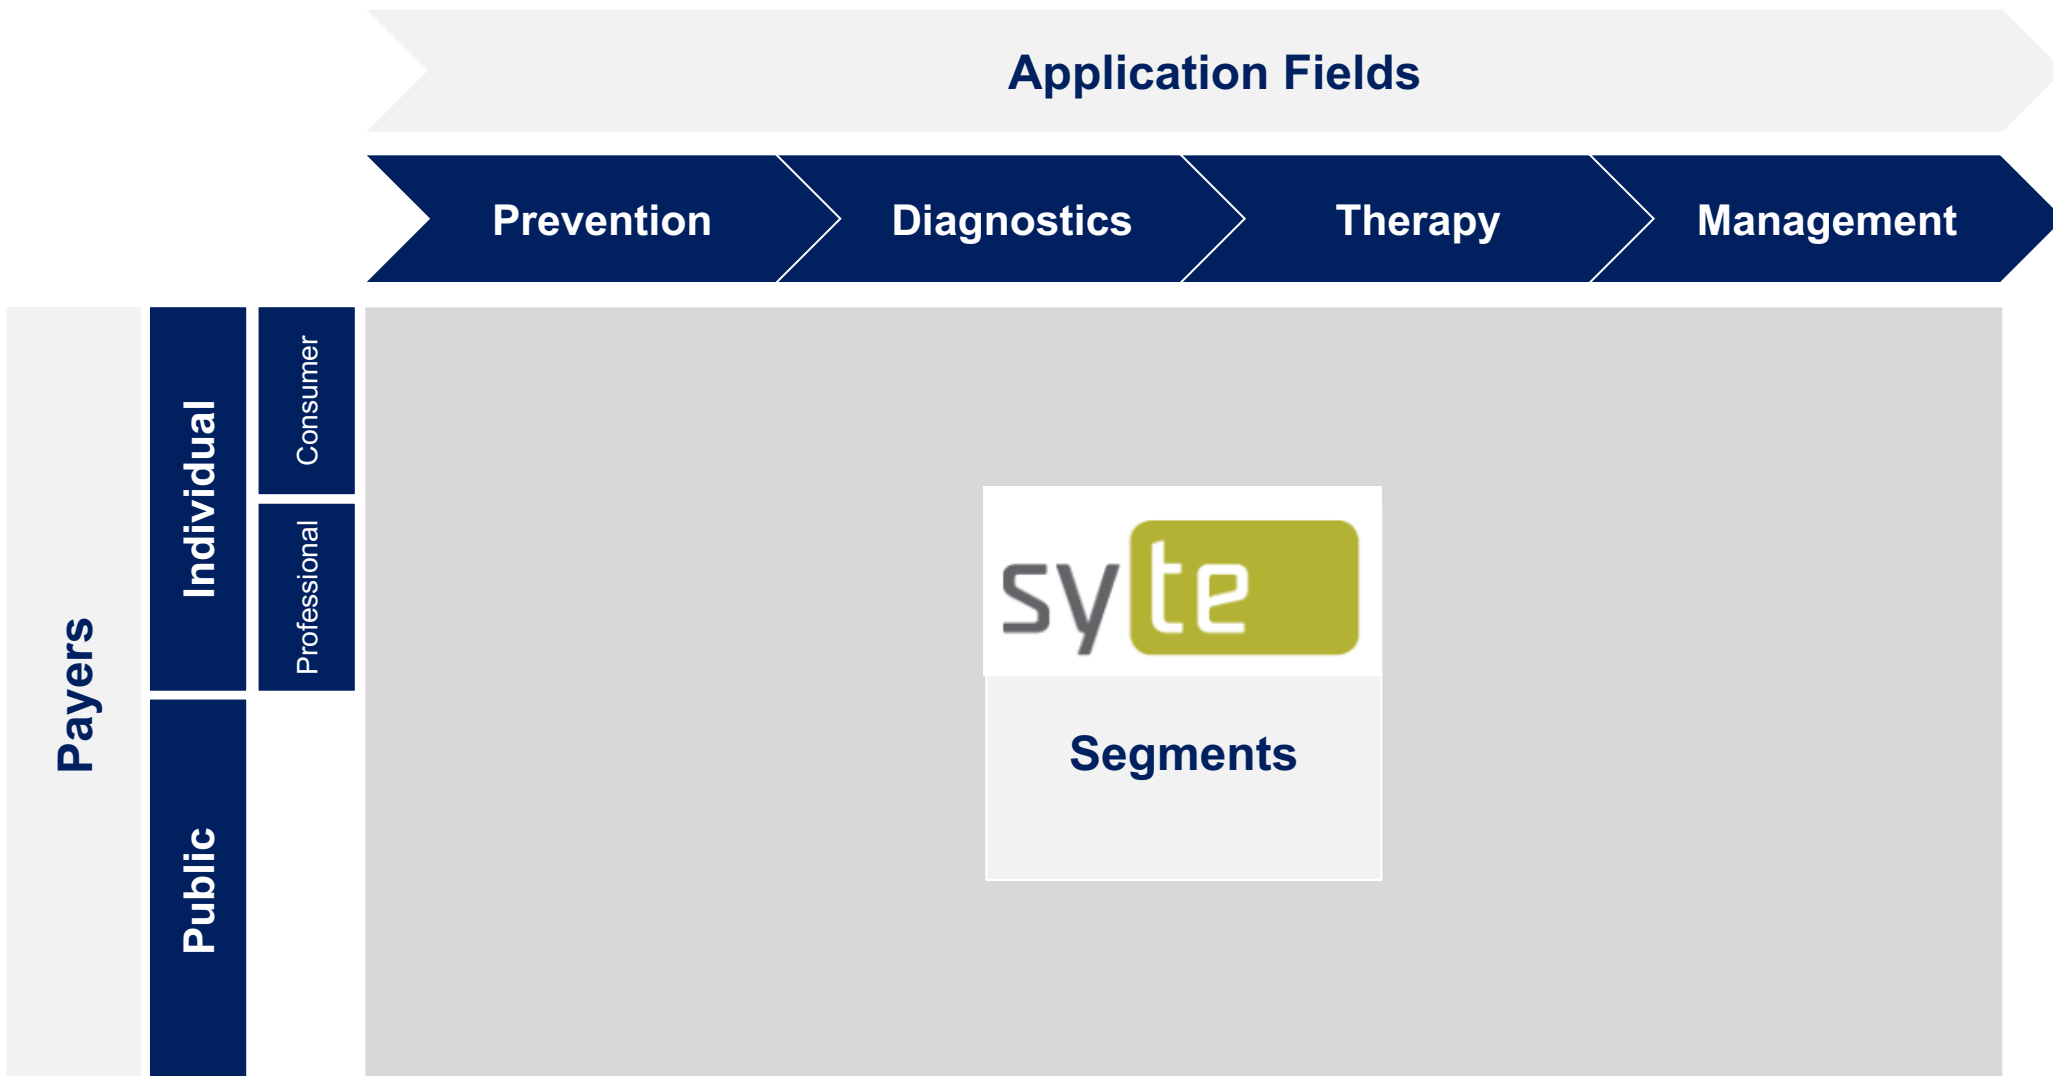 Application Fields
Prevention
Diagnostics
Therapy
Management
Payers
Individual
Consumer
Professional
Public
syte
Segments